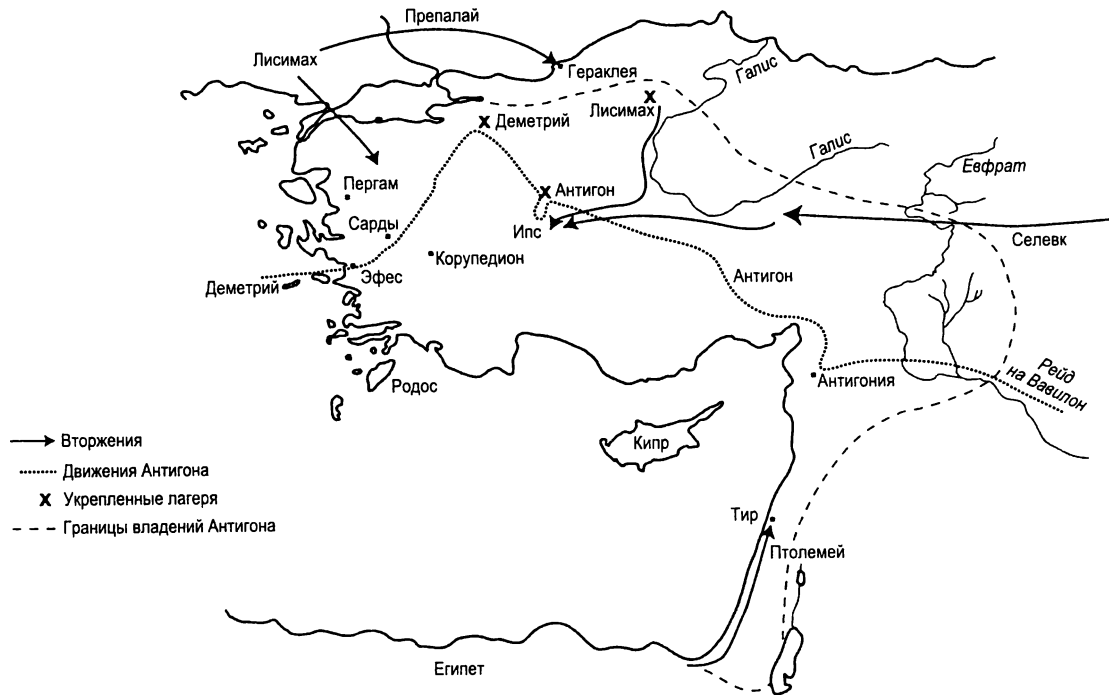 Препалай
Лисимах
Гераклея
Галис
Лисимах
Деметрий
Галис
Евфрат
Пергам
Антигон
Сарды
Ипс
Селевк
Корупедион
Эфес
Деметрий
Антигон
Родос
Антигония
Рейд
на Вавилон
Кипр
Вторжения
Движения Антигона
Укрепленные лагеря
Границы владений Антигона
Тир
Птолемей
Египет